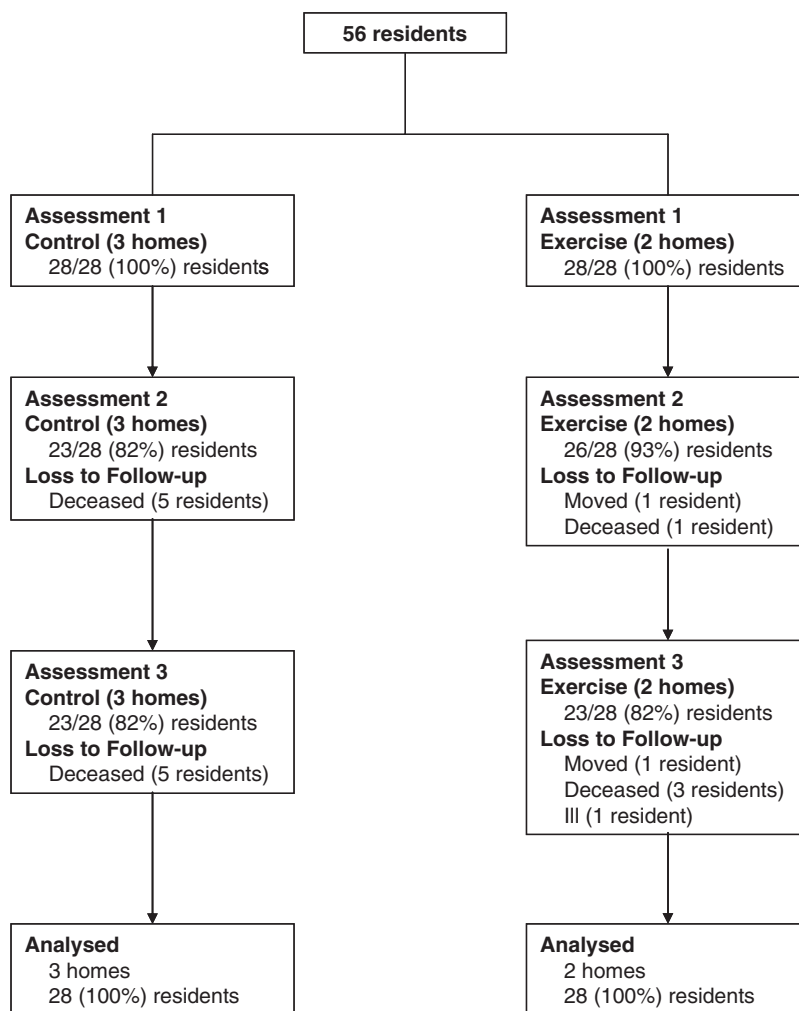 56 residents
Assessment 1
Control (3 homes)
28/28 (100%) residents
Assessment 1
Exercise (2 homes)
28/28 (100%) residents
Assessment 2
Control (3 homes)
23/28 (82%) residents
Loss to Follow-up
Deceased (5 residents)
Assessment 2
Exercise (2 homes)
26/28 (93%) residents
Loss to Follow-up
Moved (1 resident)
Deceased (1 resident)
Assessment 3
Control (3 homes)
23/28 (82%) residents
Loss to Follow-up
Deceased (5 residents)
Assessment 3
Exercise (2 homes)
23/28 (82%) residents
Loss to Follow-up
Moved (1 resident)
Deceased (3 residents)
Ill (1 resident)
Analysed
3 homes
28 (100%) residents
Analysed
2 homes
28 (100%) residents